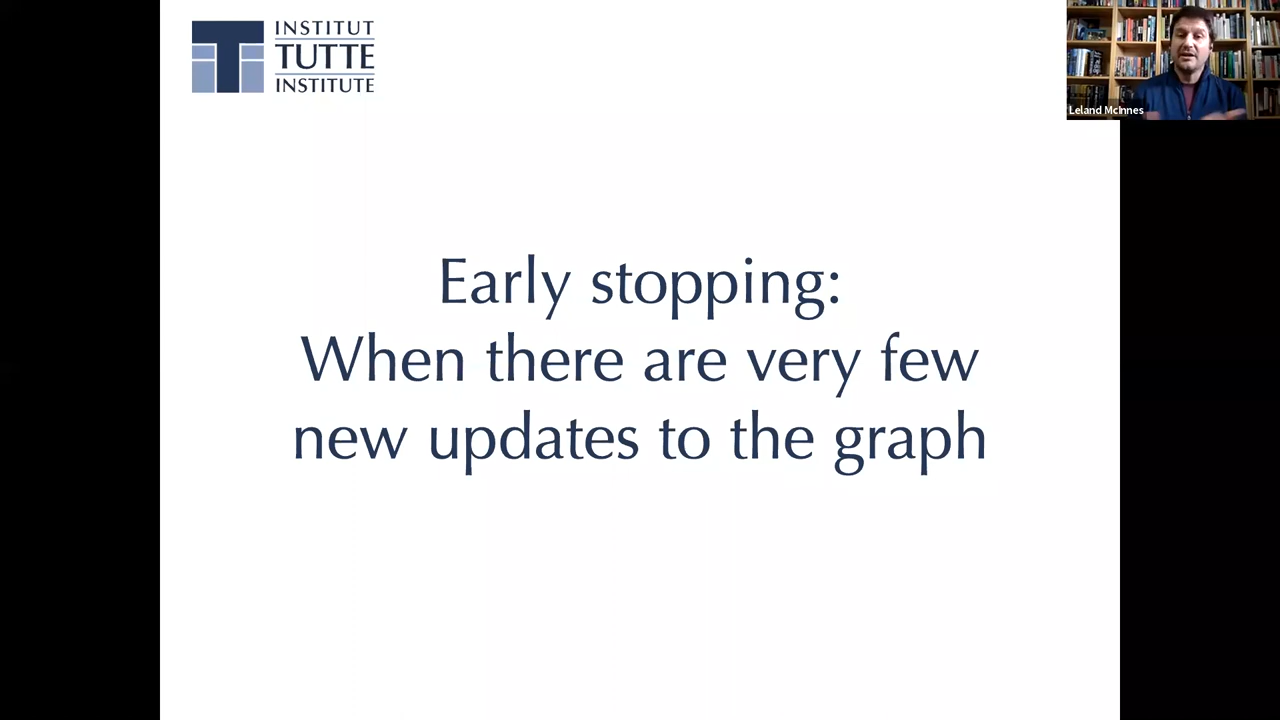 INSTITUT
TUTTE
INSTITUTE
Leland McInnes
Early stopping:
When there are very few
new updates to the graph